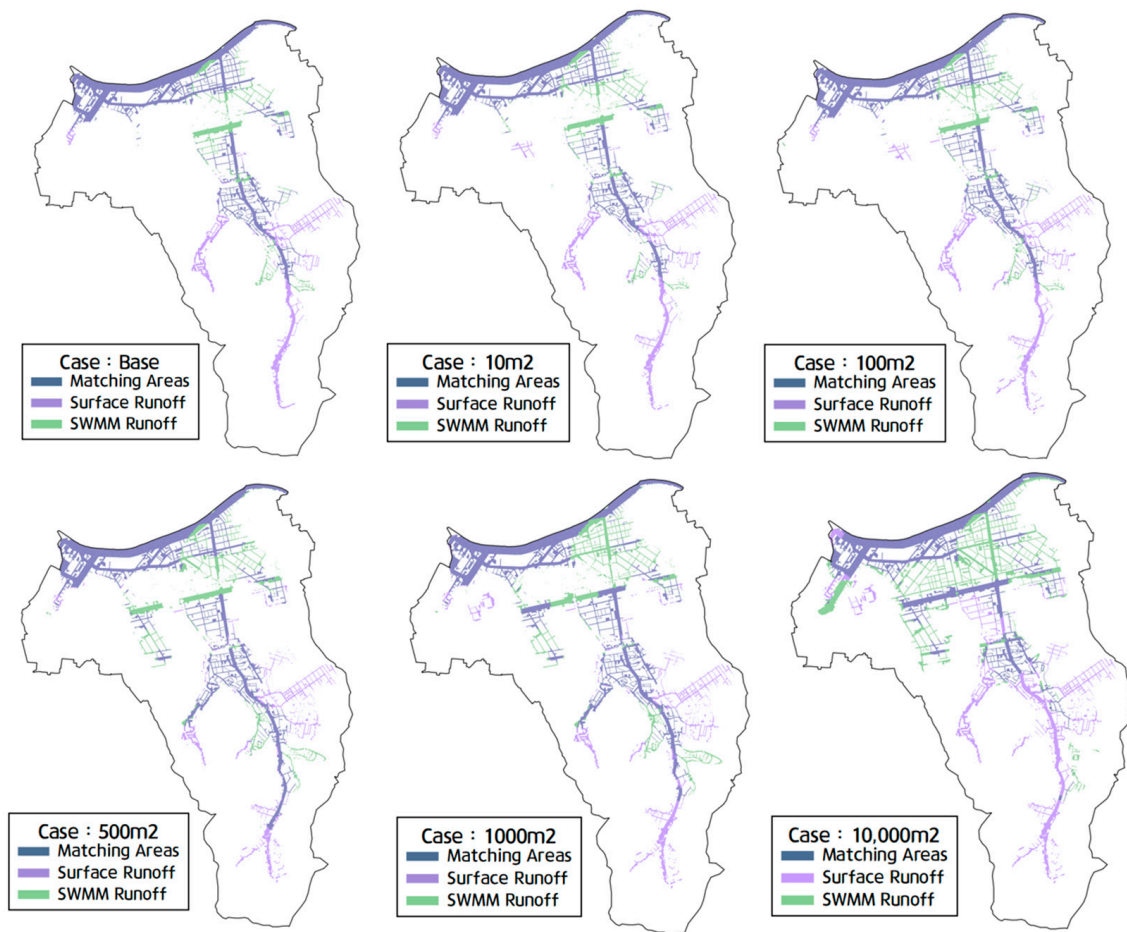 Case : Base
Matching Areas
Surface Runoff
SWMM Runoff
Case : 10m2
Matching Areas
Surface Runoff
SWMM Runoff
Case : 100m2
Matching Areas
Surface Runoff
SWMM Runoff
Case : 500m2
Matching Areas
Surface Runoff
SWMM Runoff
Case : 1000m2
Matching Areas
Surface Runoff
SWMM Runoff
Case : 10,000m2
Matching Areas
Surface Runoff
SWMM Runoff